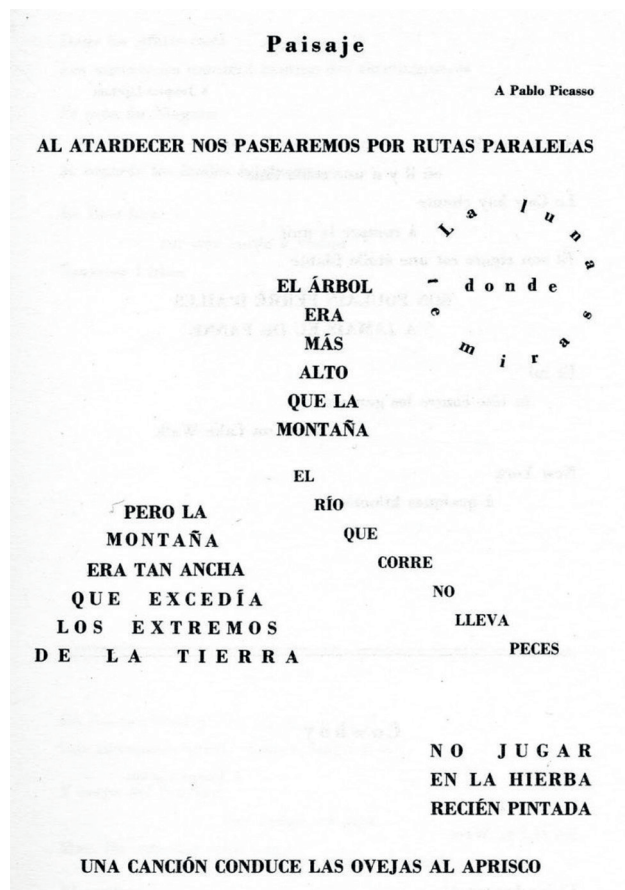 Paisaje
A Pablo Picasso
AL ATARDECER NOS PASEAREMOS POR RUTAS PARALELAS
La luna
donde
te miras
EL ÁRBOL
ERA
MÁS
ALTO
QUE LA
MONTAÑA
PERO LA
MONTAÑA
ERA TAN ANCHA
QUE EXCEDÍA
LOS EXTREMOS
DE LA TIERRA
EL
RÍO
QUE
CORRE
NO
LLEVA
PECES
NO JUGAR
EN LA HIERBA
RECIÉN PINTADA
UNA CANCIÓN CONDUCE LAS OVEJAS AL APRISCO